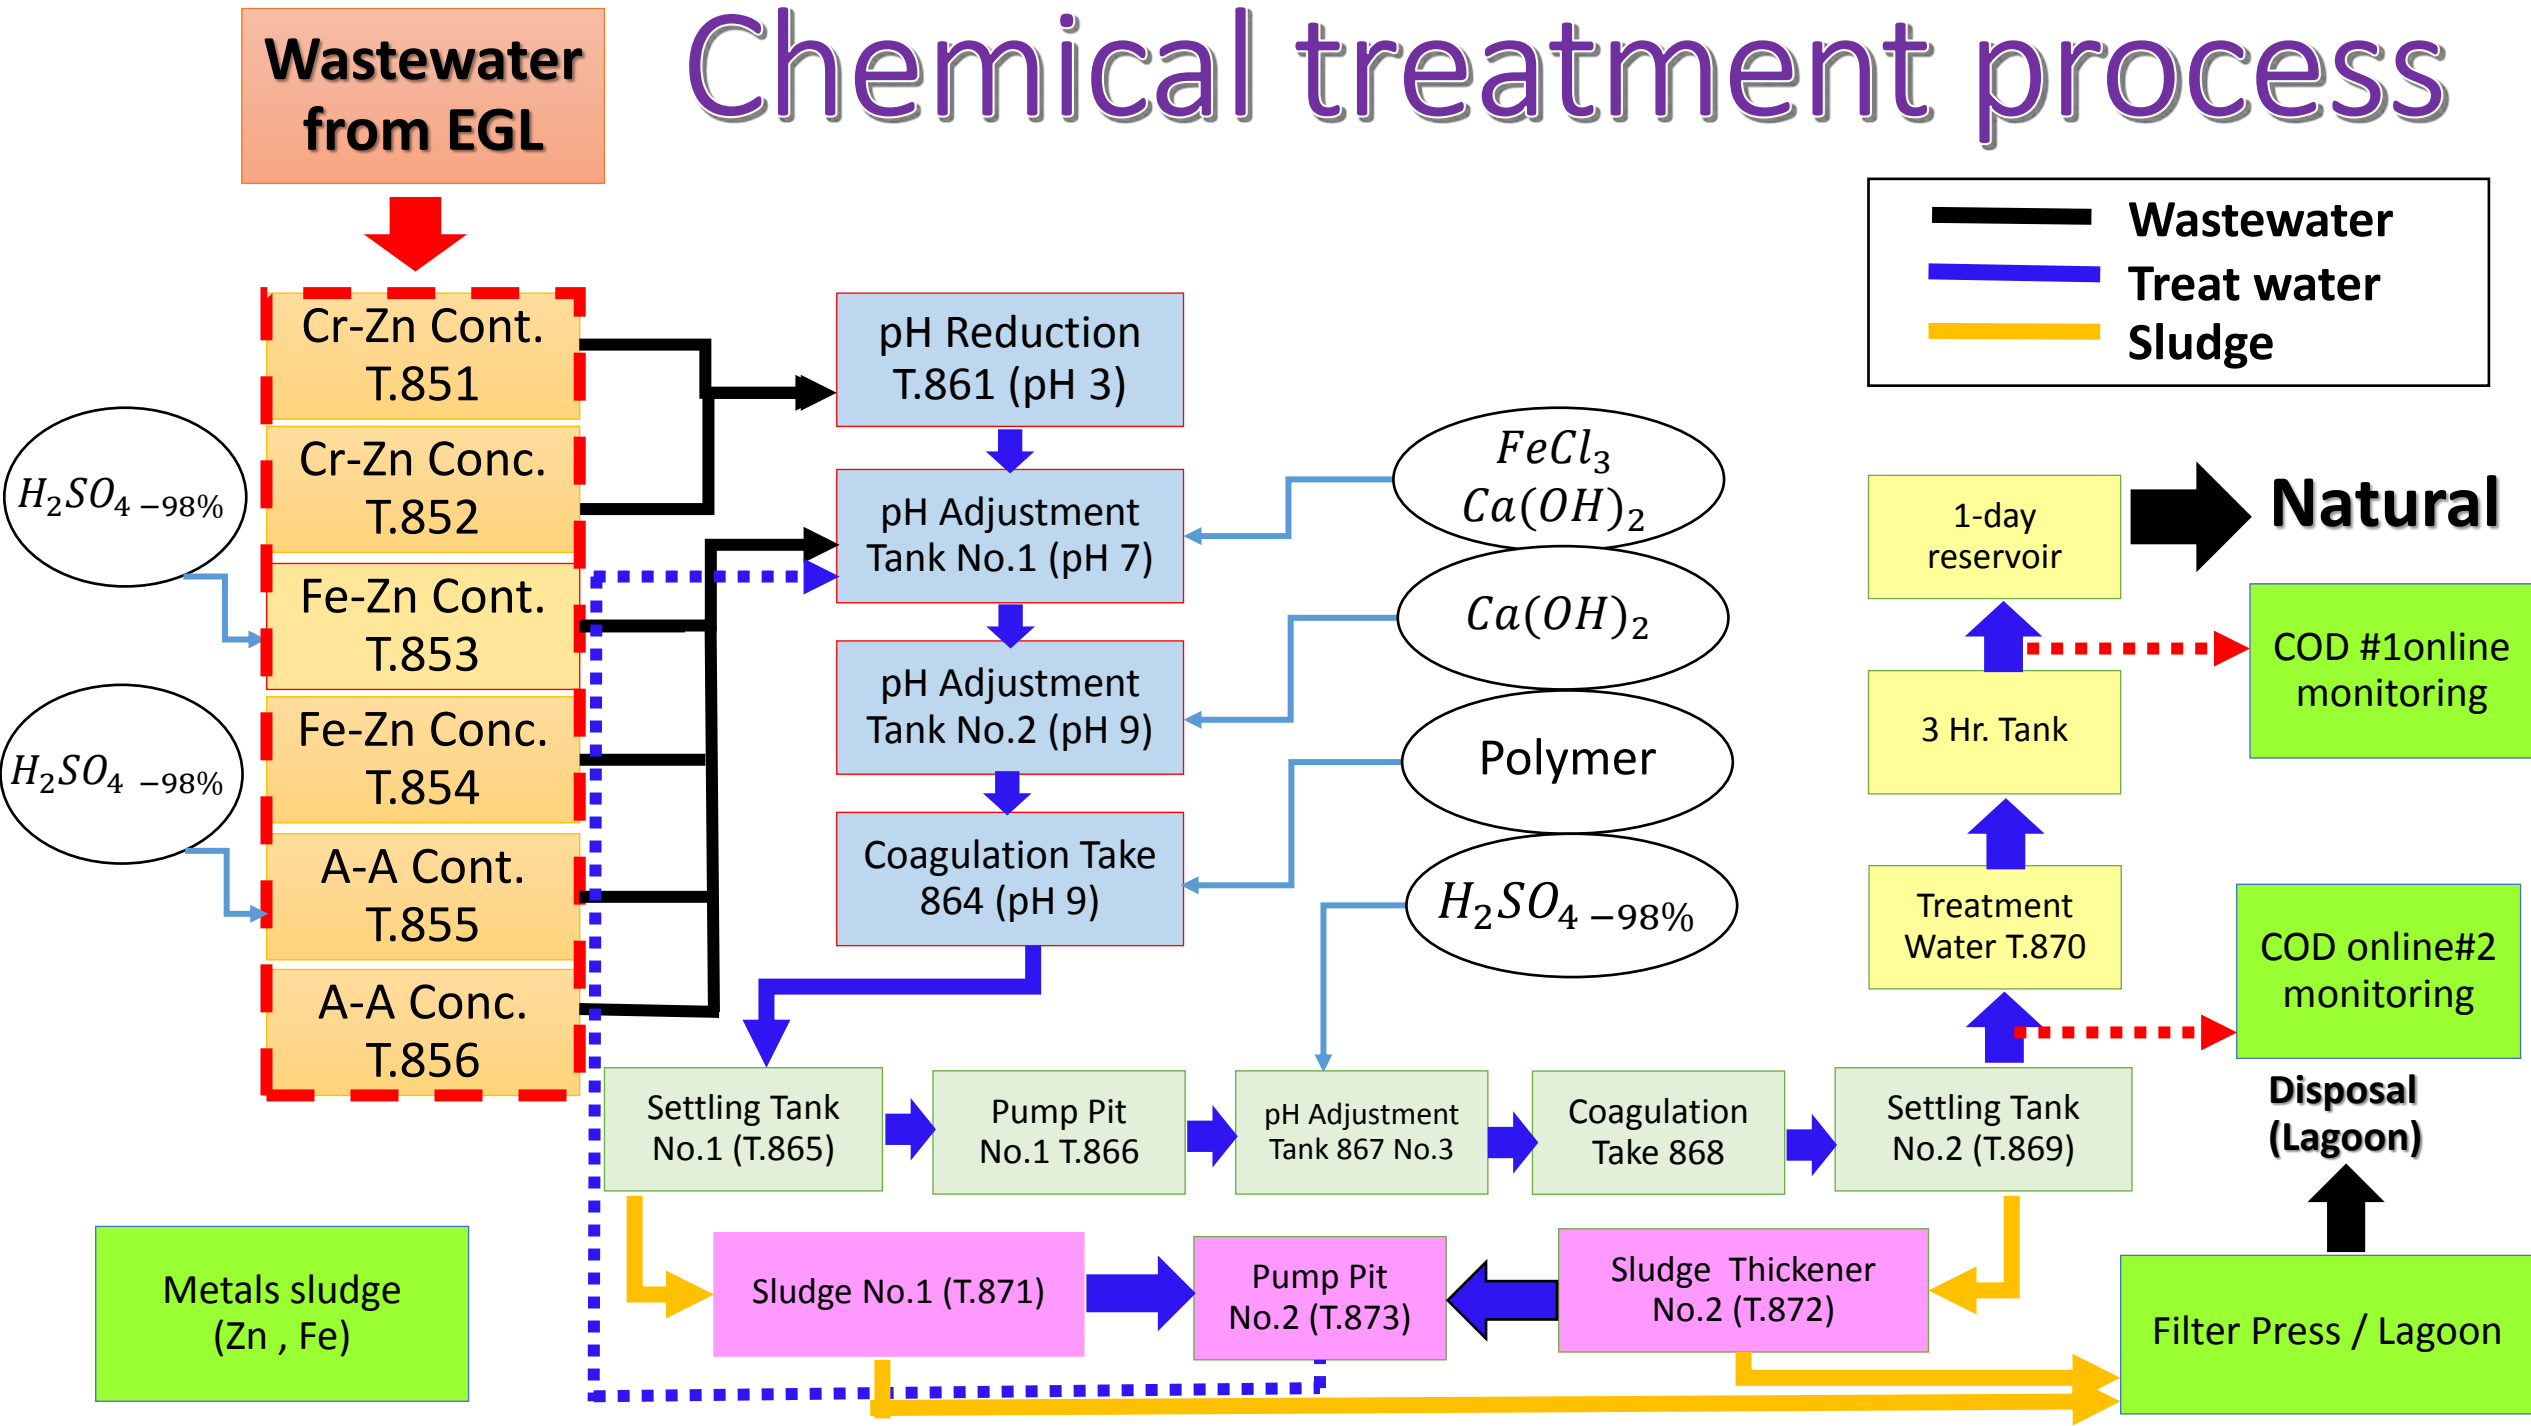 Chemical treatment process
Wastewater
from EGL
Wastewater
Treat water
Sludge
Cr-Zn Cont.
T.851
Cr-Zn Conc.
T.852
Fe-Zn Cont.
T.853
Fe-Zn Conc.
T.854
A-A Cont.
T.855
A-A Conc.
T.856
H₂SO₄ −98%
H₂SO₄ −98%
pH Reduction
T.861 (pH 3)
pH Adjustment
Tank No.1 (pH 7)
pH Adjustment
Tank No.2 (pH 9)
Coagulation Take
864 (pH 9)
FeCl₃
Ca(OH)₂
Ca(OH)₂
Polymer
H₂SO₄ −98%
1-day
reservoir
Natural
3 Hr. Tank
COD #1online
monitoring
Treatment
Water T.870
COD online#2
monitoring
Settling Tank
No.1 (T.865)
Pump Pit
No.1 T.866
pH Adjustment
Tank 867 No.3
Coagulation
Take 868
Settling Tank
No.2 (T.869)
Disposal
(Lagoon)
Metals sludge
(Zn , Fe)
Sludge No.1 (T.871)
Pump Pit
No.2 (T.873)
Sludge Thickener
No.2 (T.872)
Filter Press / Lagoon